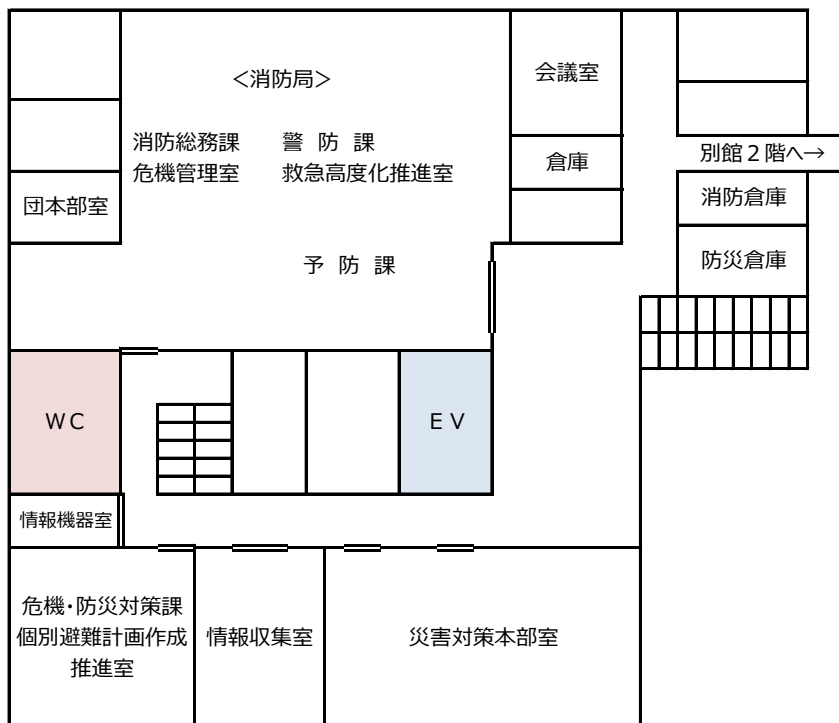 <消防局>
会議室
消防総務課 警防課
危機管理室 救急高度化推進室
倉庫
別館2階へ→
団本部室
消防倉庫
予防課
防災倉庫
WC
EV
情報機器室
危機・防災対策課
個別避難計画作成
推進室
情報収集室
災害対策本部室